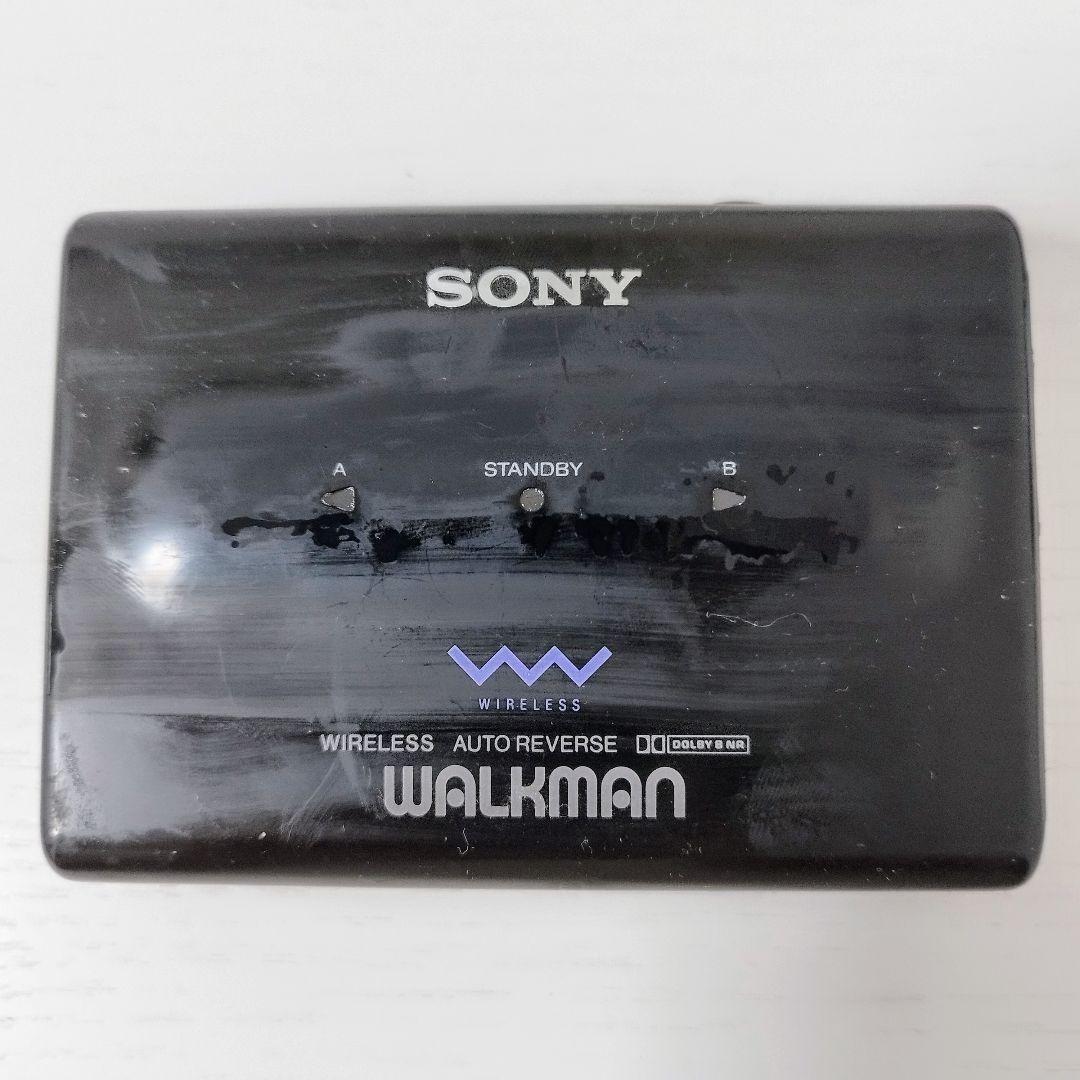 SONY
A STANDBY B
WIRELESS
WIRELESS AUTO REVERSE DOLBY B NR
WALKMAN